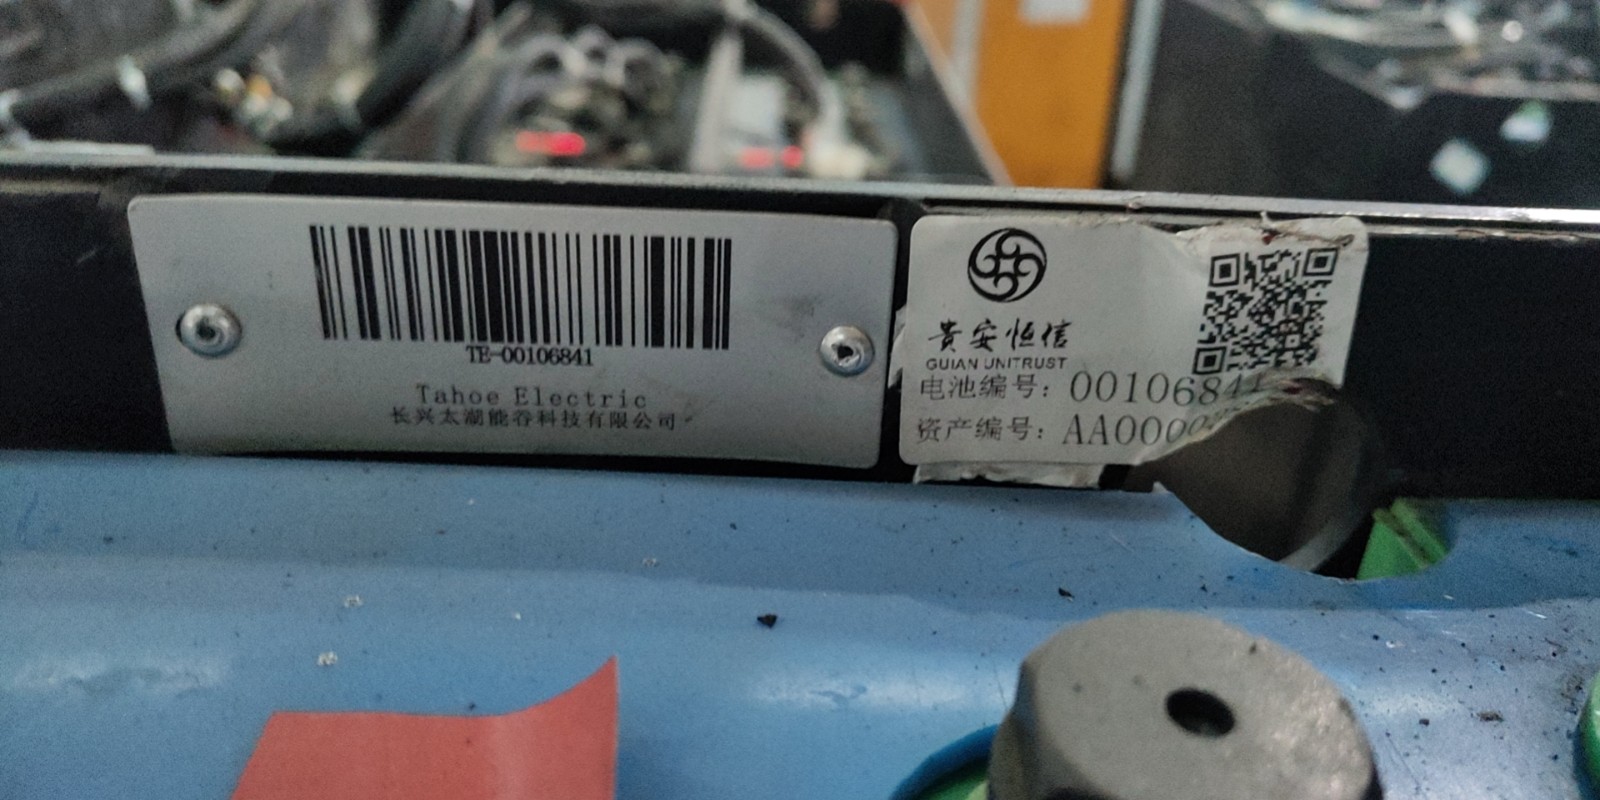 TE-00106841
Tahoe Electric
长兴太湖能谷科技有限公司
贵安恒信
GUIAN UNITRUST
电池编号：00106841
资产编号：AA000